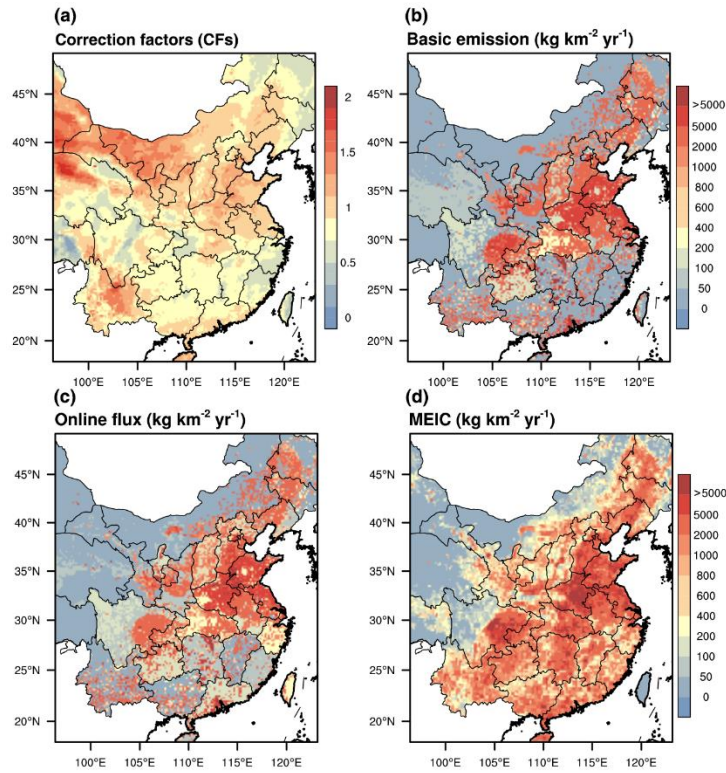 (a)
Correction factors (CFs)
45°N
40°N
35°N
30°N
25°N
20°N
100°E 105°E 110°E 115°E 120°E
2
1.5
1
0.5
0
(b)
Basic emission (kg km⁻² yr⁻¹)
45°N
40°N
35°N
30°N
25°N
20°N
100°E 105°E 110°E 115°E 120°E
>5000
5000
2000
1000
800
600
400
200
100
50
0
(c)
Online flux (kg km⁻² yr⁻¹)
45°N
40°N
35°N
30°N
25°N
20°N
100°E 105°E 110°E 115°E 120°E
(d)
MEIC (kg km⁻² yr⁻¹)
45°N
40°N
35°N
30°N
25°N
20°N
100°E 105°E 110°E 115°E 120°E
>5000
5000
2000
1000
800
600
400
200
100
50
0